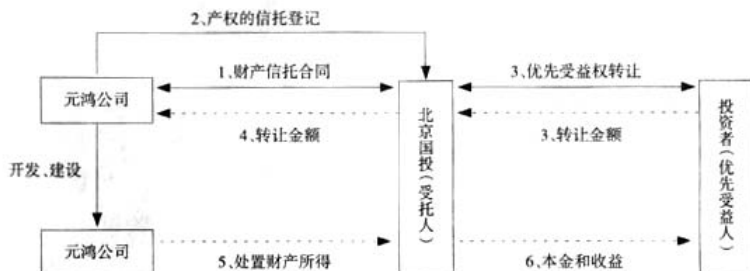 2、产权的信托登记
1、财产信托合同
3、优先受益权转让
元鸿公司
4、转让金额
3、转让金额
北京国投(受托人)
投资者(优先受益人)
开发、建设
元鸿公司
5、处置财产所得
6、本金和收益